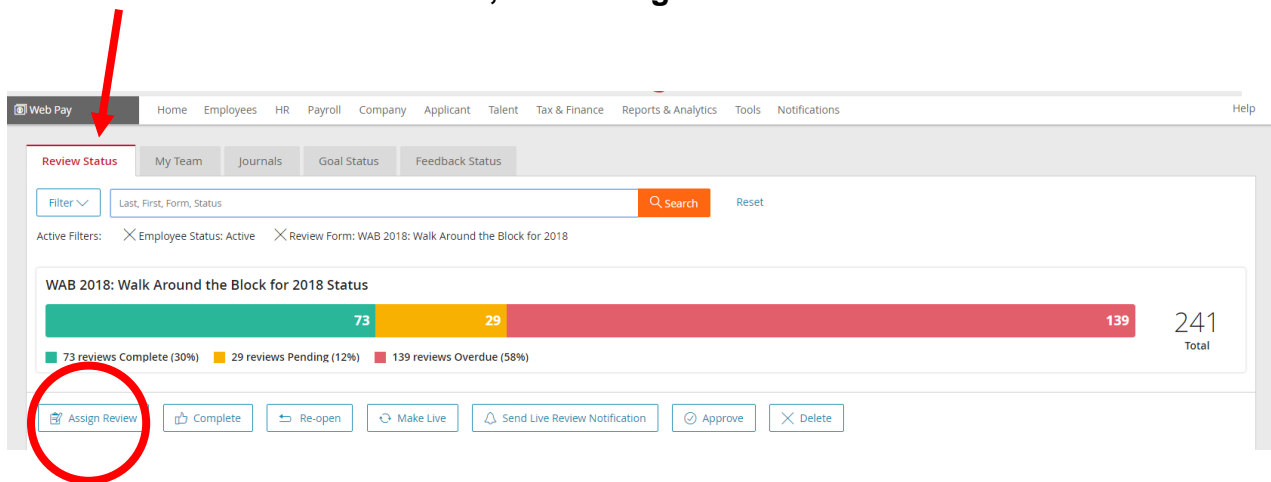 Web Pay Home Employees HR Payroll Company Applicant Talent Tax & Finance Reports & Analytics Tools Notifications Help
Review Status My Team Journals Goal Status Feedback Status
Filter Last, First, Form, Status Search Reset
Active Filters: Employee Status: Active Review Form: WAB 2018: Walk Around the Block for 2018
WAB 2018: Walk Around the Block for 2018 Status
73 29 139 241
Total
73 reviews Complete (30%) 29 reviews Pending (12%) 139 reviews Overdue (58%)
Assign Review Complete Re-open Make Live Send Live Review Notification Approve Delete